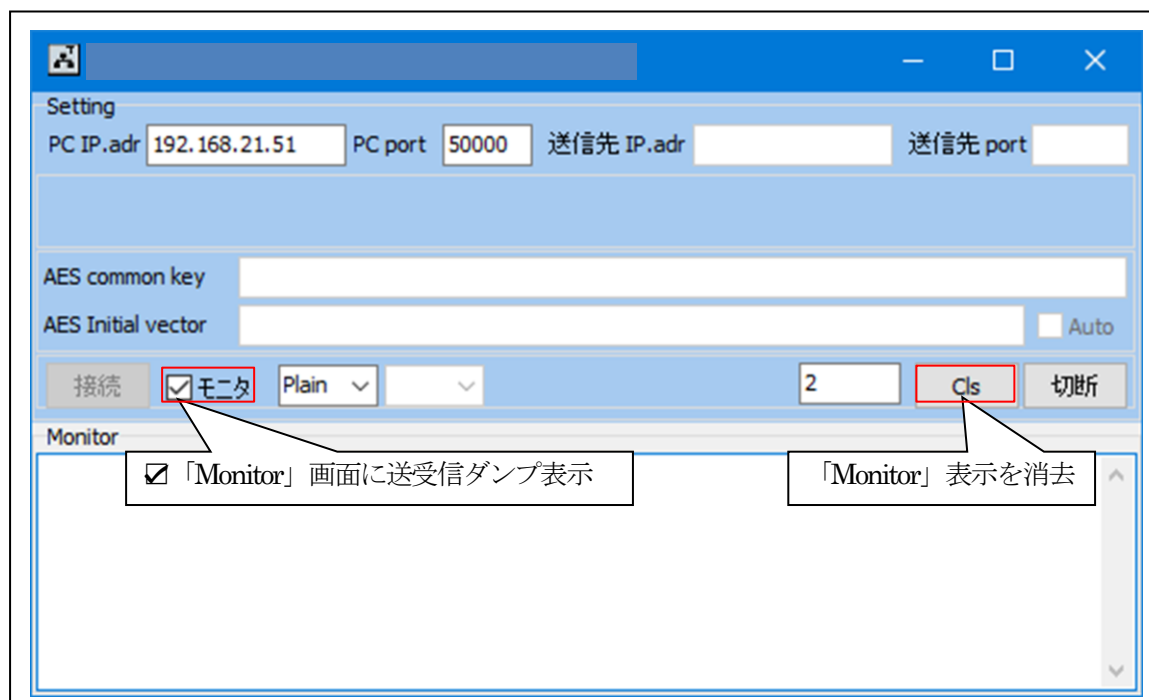 Setting
PC IP.adr 192.168.21.51 PC port 50000 送信先 IP.adr 送信先 port
AES common key
AES Initial vector Auto
接続 モニタ Plain 2 Cls 切断
Monitor
☑「Monitor」画面に送受信ダンプ表示 「Monitor」表示を消去